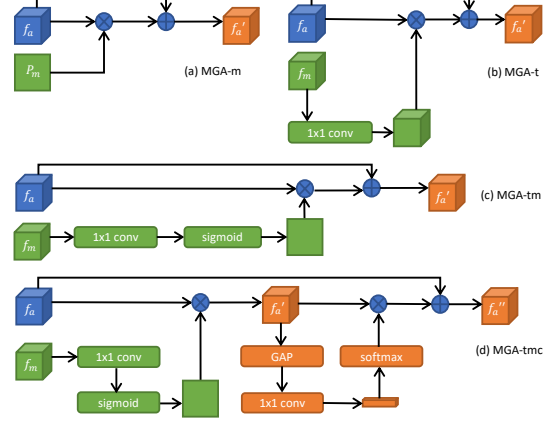 f_a f_a'
P_m
(a) MGA-m
f_a f_a'
f_m
(b) MGA-t
1x1 conv
f_a f_a' (c) MGA-tm
f_m 1x1 conv sigmoid
f_a f_a' f_a''
f_m 1x1 conv GAP softmax (d) MGA-tmc
sigmoid 1x1 conv